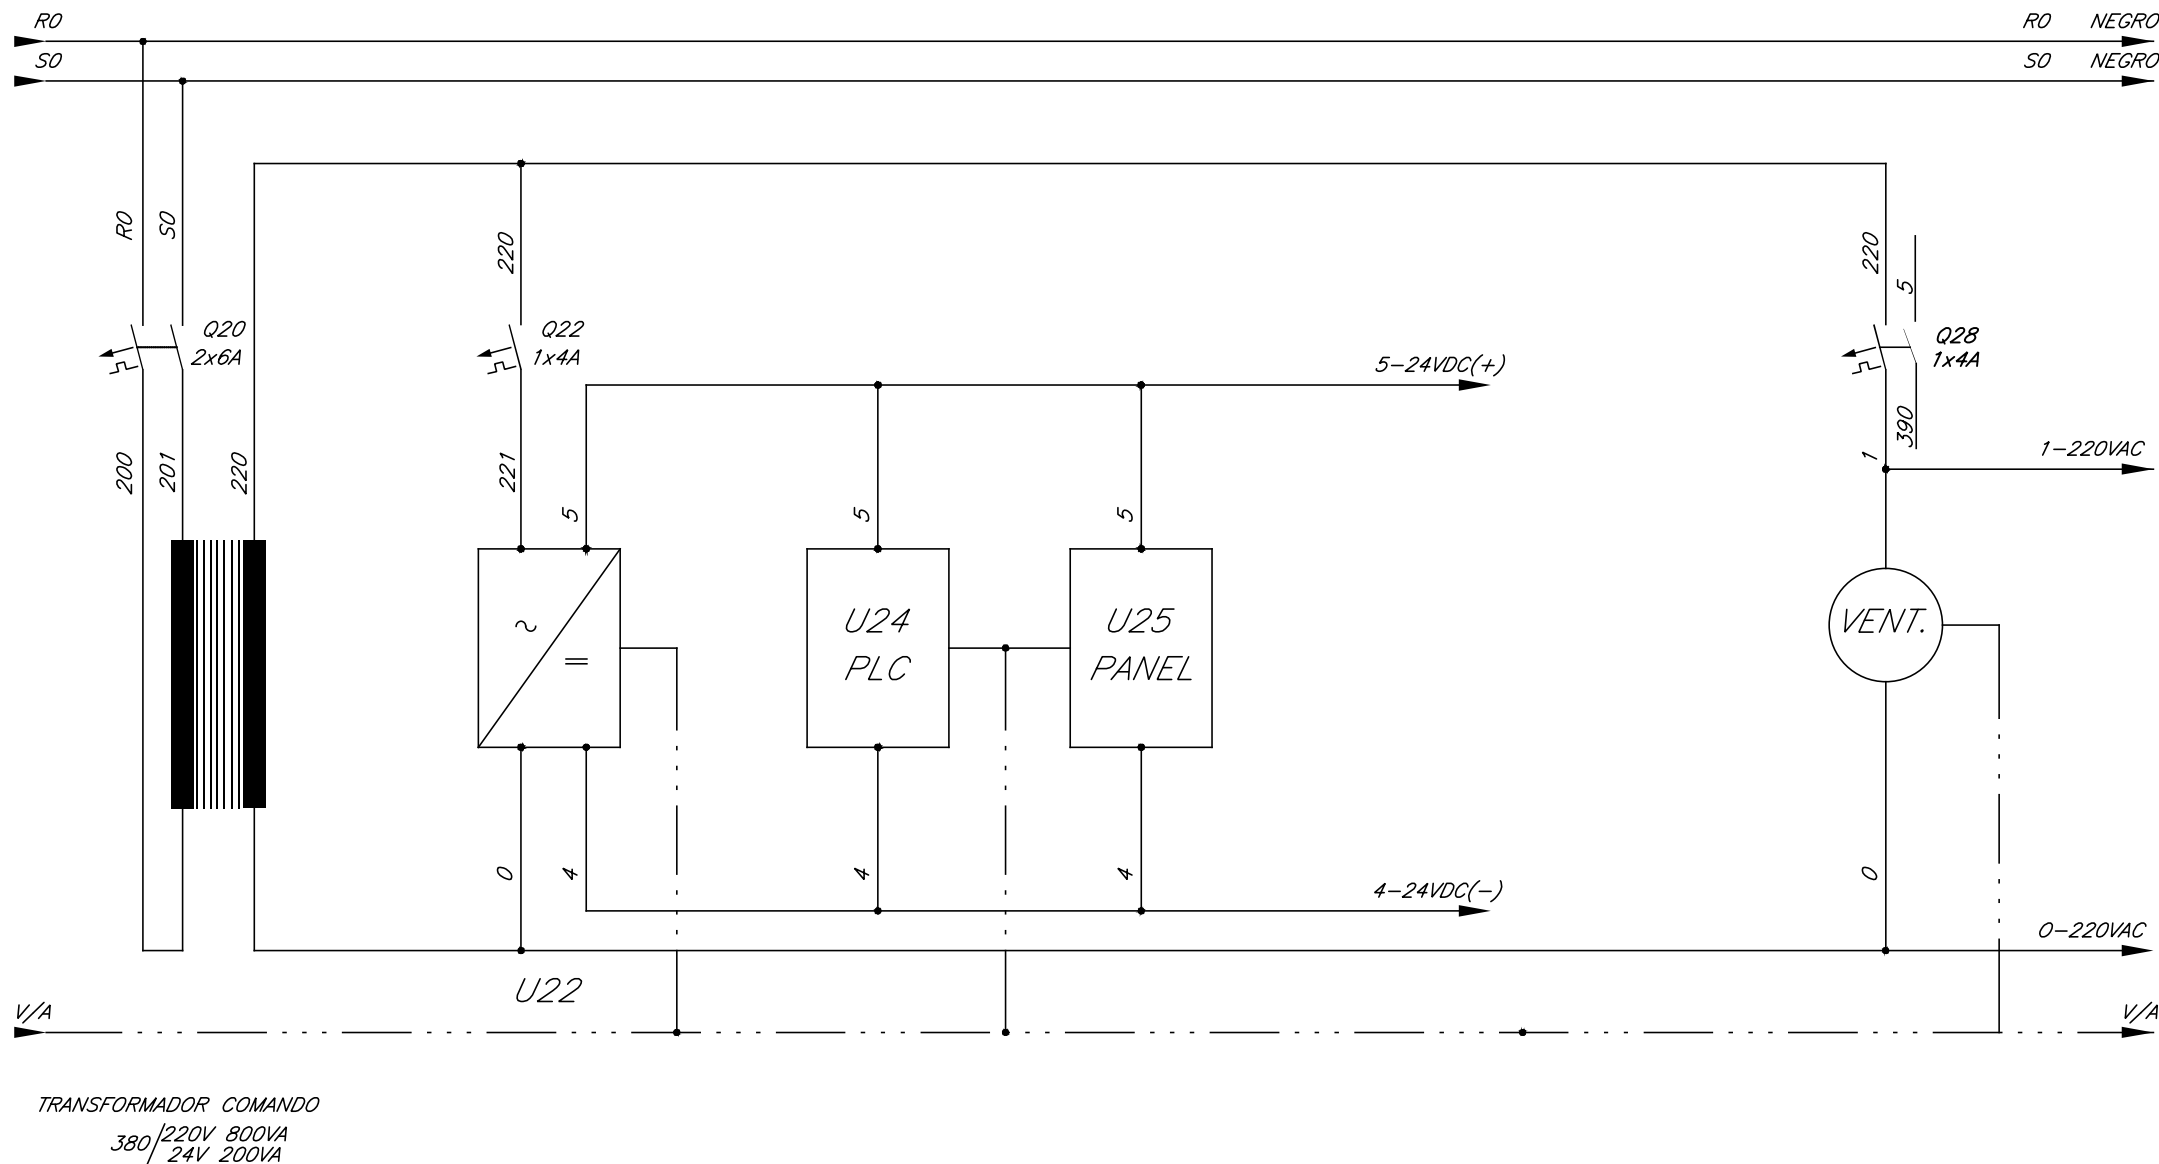 R0
R0 NEGRO
S0
S0 NEGRO
R0
S0
220
220
5
Q20
2x6A
Q22
1x4A
Q28
1x4A
5-24VDC(+)
390
200
201
220
221
1
1-220VAC
5
5
5
U24
PLC
U25
PANEL
VENT.
~
=
0
4
4
4
0
4-24VDC(-)
0-220VAC
U22
V/A
V/A
TRANSFORMADOR COMANDO
380/220V 800VA
24V 200VA